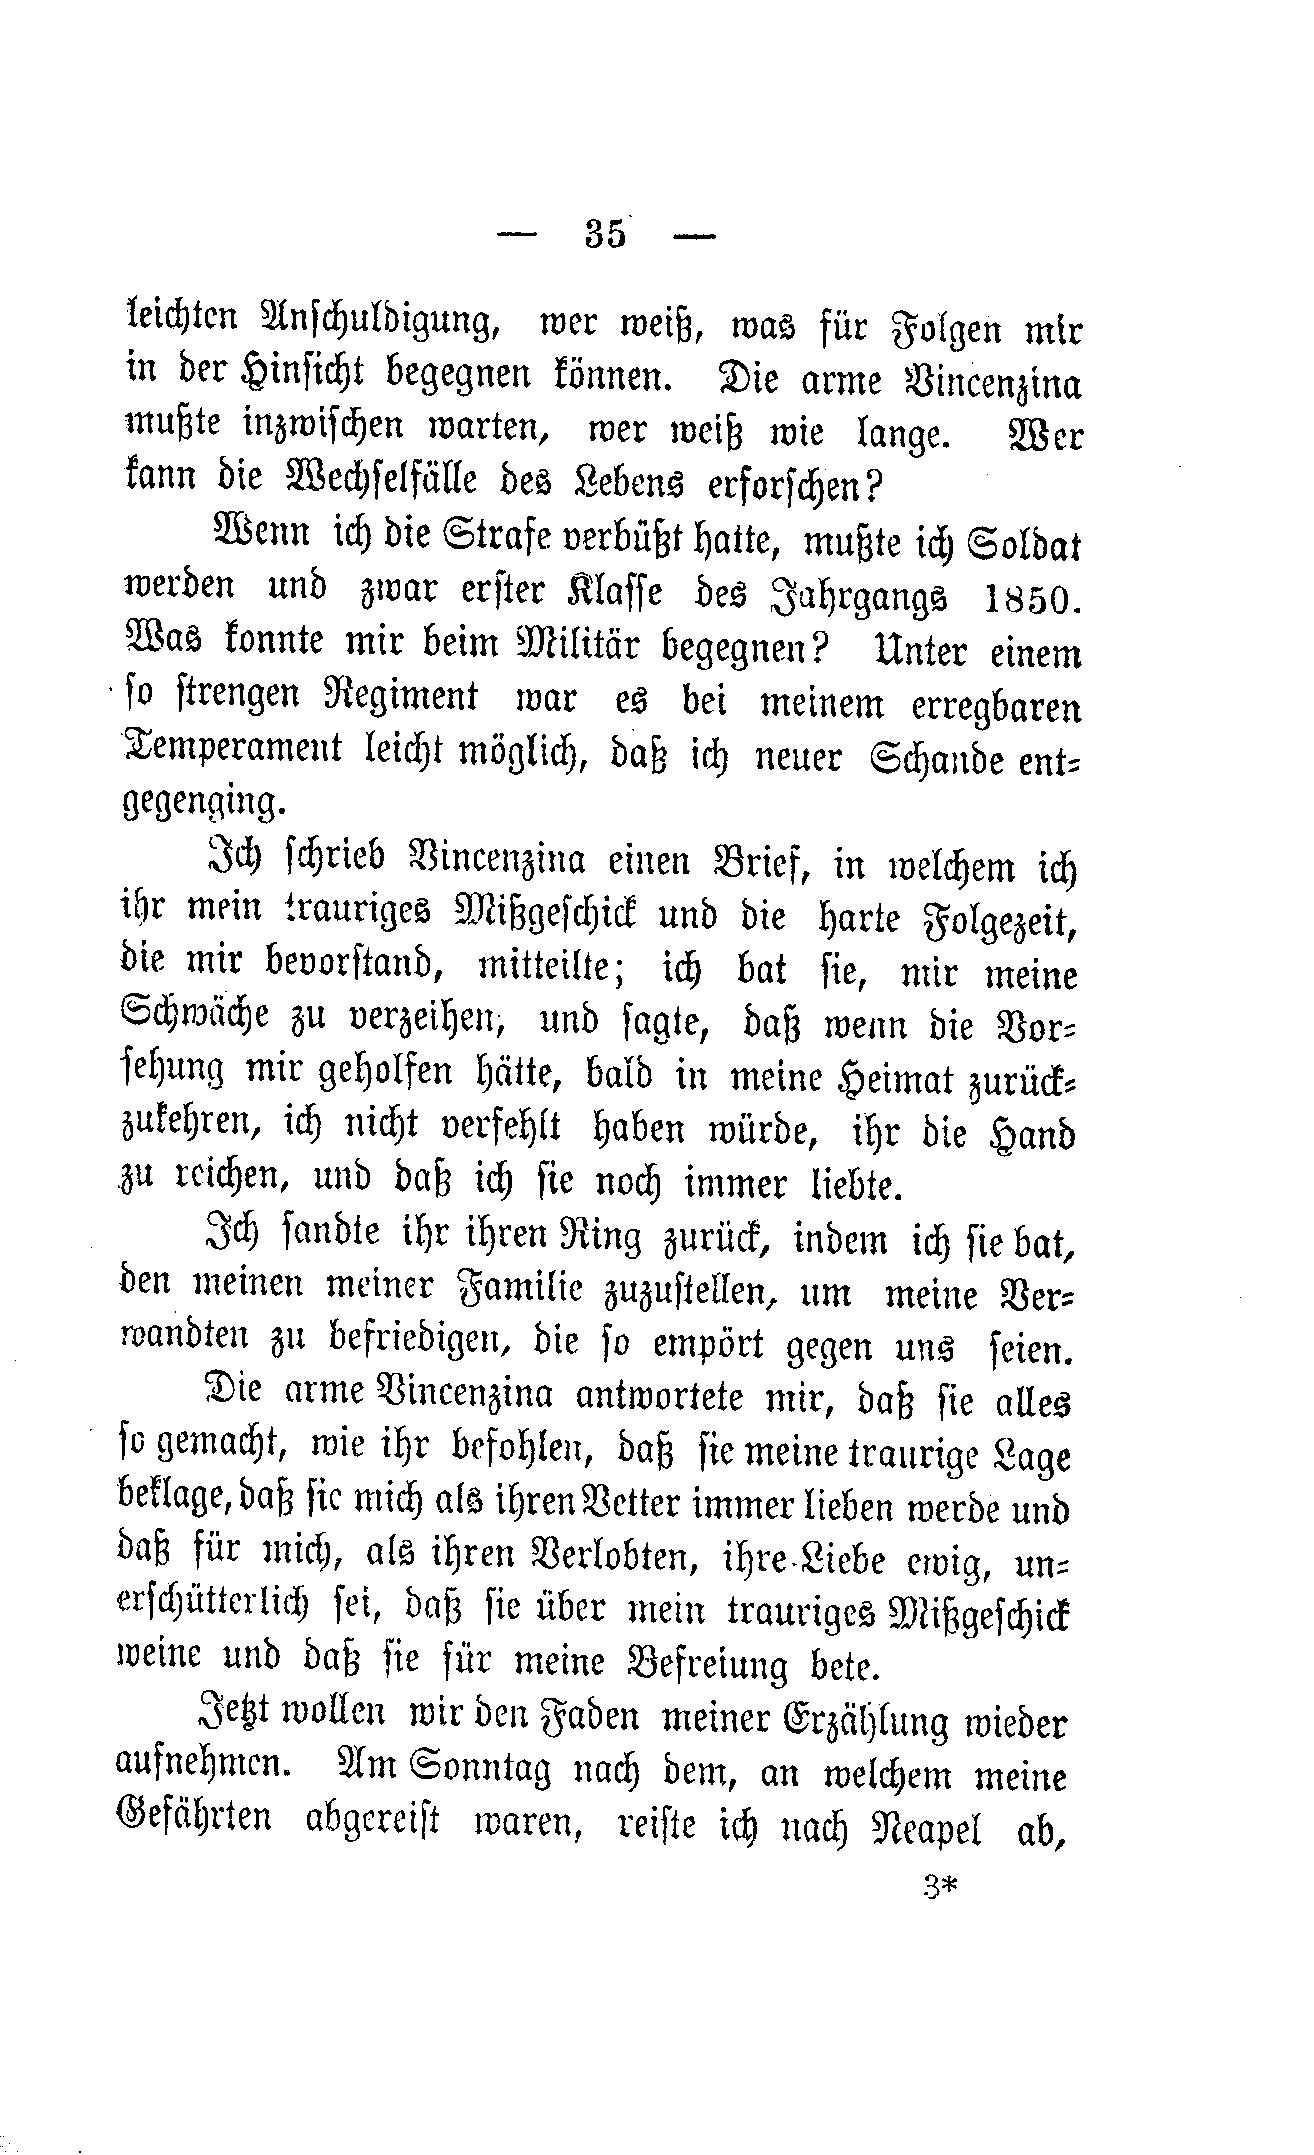 — 35 —
leichten Anschuldigung, wer weiß, was für Folgen mir
in der Hinsicht begegnen können. Die arme Vincenzina
mußte inzwischen warten, wer weiß wie lange. Wer
kann die Wechselfälle des Lebens erforschen?
Wenn ich die Strafe verbüßt hatte, mußte ich Soldat
werden und zwar erster Klasse des Jahrgangs 1850.
Was konnte mir beim Militär begegnen? Unter einem
so strengen Regiment war es bei meinem erregbaren
Temperament leicht möglich, daß ich neuer Schande ent-
gegenging.
Ich schrieb Vincenzina einen Brief, in welchem ich
ihr mein trauriges Mißgeschick und die harte Folgezeit,
die mir bevorstand, mitteilte; ich bat sie, mir meine
Schwäche zu verzeihen, und sagte, daß wenn die Vor-
sehung mir geholfen hätte, bald in meine Heimat zurück-
zukehren, ich nicht verfehlt haben würde, ihr die Hand
zu reichen, und daß ich sie noch immer liebte.
Ich sandte ihr ihren Ring zurück, indem ich sie bat,
den meinen meiner Familie zuzustellen, um meine Ver-
wandten zu befriedigen, die so empört gegen uns seien.
Die arme Vincenzina antwortete mir, daß sie alles
so gemacht, wie ihr befohlen, daß sie meine traurige Lage
beklage, daß sie mich als ihren Vetter immer lieben werde und
daß für mich, als ihren Verlobten, ihre Liebe ewig, un-
erschütterlich sei, daß sie über mein trauriges Mißgeschick
weine und daß sie für meine Befreiung bete.
Jetzt wollen wir den Faden meiner Erzählung wieder
aufnehmen. Am Sonntag nach dem, an welchem meine
Gefährten abgereist waren, reiste ich nach Neapel ab,
3*